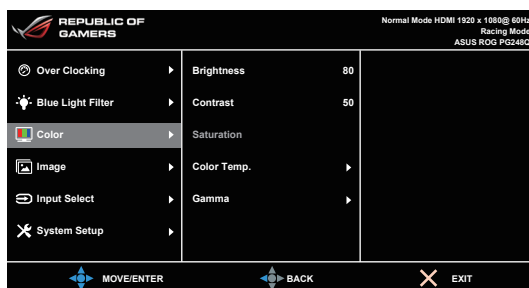 REPUBLIC OF
GAMERS
Normal Mode HDMI 1920 x 1080@ 60Hz
Racing Mode
ASUS ROG PG248Q
Over Clocking
Blue Light Filter
Color
Image
Input Select
System Setup
Brightness 80
Contrast 50
Saturation
Color Temp.
Gamma
MOVE/ENTER
BACK
EXIT